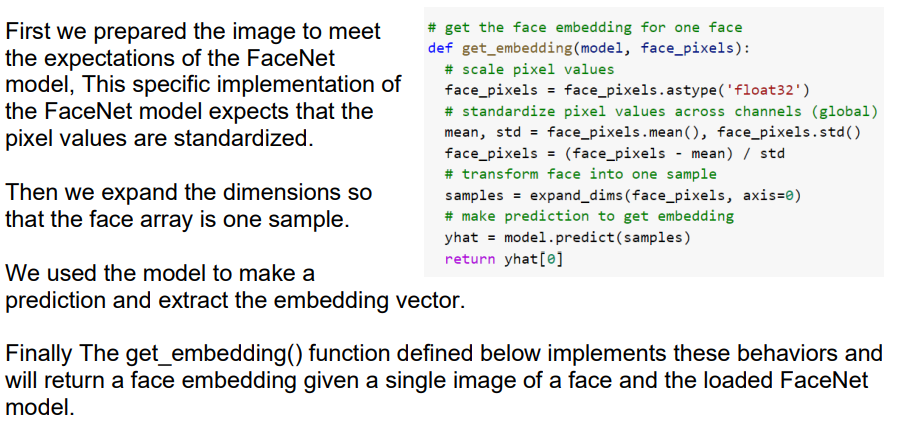 First we prepared the image to meet
the expectations of the FaceNet
model, This specific implementation of
the FaceNet model expects that the
pixel values are standardized.
Then we expand the dimensions so
that the face array is one sample.
We used the model to make a
prediction and extract the embedding vector.
# get the face embedding for one face
def get_embedding(model, face_pixels):
# scale pixel values
face_pixels = face_pixels.astype('float32')
# standardize pixel values across channels (global)
mean, std = face_pixels.mean(), face_pixels.std()
face_pixels = (face_pixels - mean) / std
# transform face into one sample
samples = expand_dims(face_pixels, axis=0)
# make prediction to get embedding
yhat = model.predict(samples)
return yhat[0]
Finally The get_embedding() function defined below implements these behaviors and
will return a face embedding given a single image of a face and the loaded FaceNet
model.